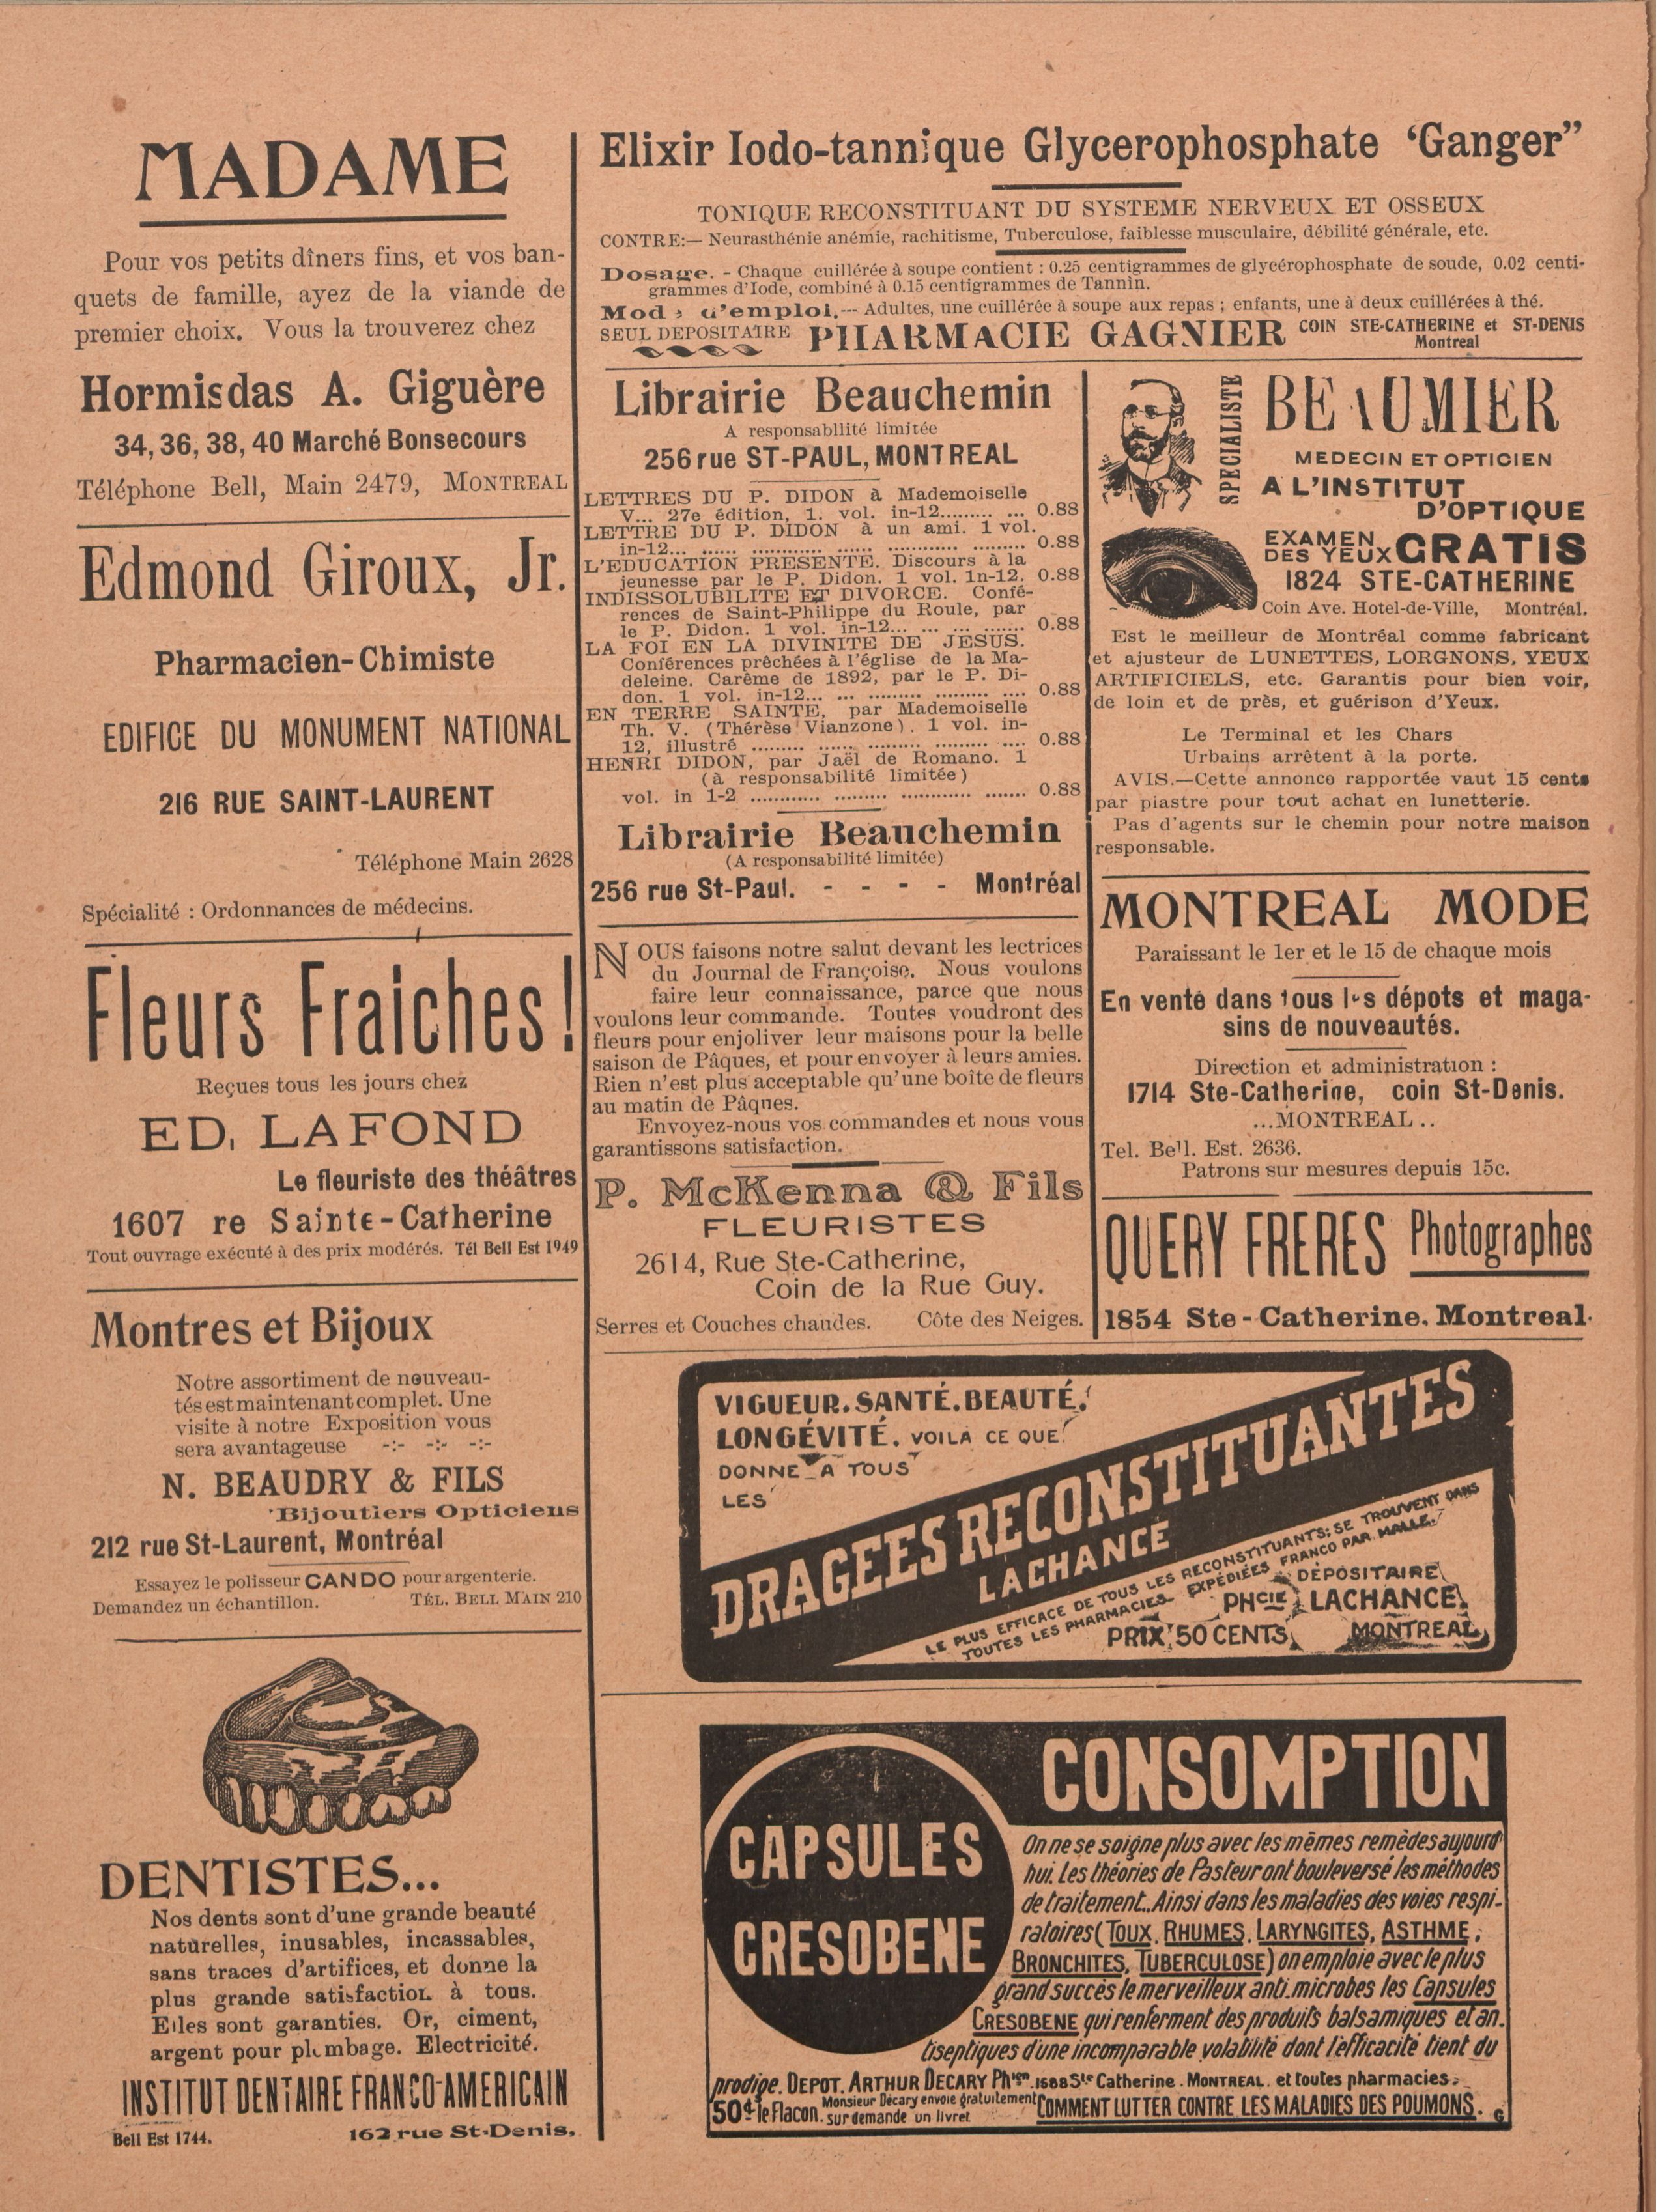 MADAME
Pour vos petits dîners fins, et vos ban-
quets de famille, ayez de la viande de
premier choix. Vous la trouverez chez
Hormisdas A. Giguère
34, 36, 38, 40 Marché Bonsecours
Téléphone Bell, Main 2479, MONTREAL
Edmond Giroux, Jr.
Pharmacien-Chimiste
EDIFICE DU MONUMENT NATIONAL
216 RUE SAINT-LAURENT
Téléphone Main 2628
Spécialité : Ordonnances de médecins.
Fleurs Fraiches!
Reçues tous les jours chez
ED. LAFOND
Le fleuriste des théâtres
1607 re Sainte-Catherine
Tout ouvrage exécuté à des prix modérés. Tél Bell Est 1949
Montres et Bijoux
Notre assortiment de nouveau-
tés est maintenant complet. Une
visite à notre Exposition vous
sera avantageuse -:- -:- -:-
N. BEAUDRY & FILS
Bijoutiers Opticiens
212 rue St-Laurent, Montréal
Essayez le polisseur CANDO pour argenterie.
Demandez un échantillon. TÉL. BELL MAIN 210
DENTISTES...
Nos dents sont d'une grande beauté
naturelles, inusables, incassables,
sans traces d'artifices, et donne la
plus grande satisfaction à tous.
Elles sont garanties. Or, ciment,
argent pour plombage. Electricité.
INSTITUT DENTAIRE FRANCO-AMERICAIN
Bell Est 1744. 162 rue St-Denis,
Elixir Iodo-tannique Glycerophosphate ‘Ganger”
TONIQUE RECONSTITUANT DU SYSTEME NERVEUX ET OSSEUX
CONTRE:— Neurasthénie anémie, rachitisme, Tuberculose, faiblesse musculaire, débilité générale, etc.
Dosage. - Chaque cuillérée à soupe contient : 0.25 centigrammes de glycérophosphate de soude, 0.02 centi-
grammes d'Iode, combiné à 0.15 centigrammes de Tannin.
Mode d'emploi.--- Adultes, une cuillérée à soupe aux repas ; enfants, une à deux cuillérées à thé.
SEUL DEPOSITAIRE PHARMACIE GAGNIER COIN STE-CATHERINE et ST-DENIS
Montreal
Librairie Beauchemin
A responsabilité limitée
256 rue ST-PAUL, MONTREAL
LETTRES DU P. DIDON à Mademoiselle
V... 27e édition, 1. vol. in-12......... ... 0.88
LETTRE DU P. DIDON à un ami. 1 vol.
in-12... ...... ............ ...... ............ ......... 0.88
L'EDUCATION PRESENTE. Discours à la
jeunesse par le P. Didon. 1 vol. in-12. 0.88
INDISSOLUBILITE ET DIVORCE. Confé-
rences de Saint-Philippe du Roule, par
le P. Didon. 1 vol. in-12... ... ... ....... 0.88
LA FOI EN LA DIVINITE DE JESUS.
Conférences prêchées à l'église de la Ma-
deleine. Carême de 1892, par le P. Di-
don. 1 vol. in-12... ... ......... ......... .... 0.88
EN TERRE SAINTE, par Mademoiselle
Th. V. (Thérèse Vianzone). 1 vol. in-
12, illustré ......... ...... ......... ......... .... 0.88
HENRI DIDON, par Jaël de Romano. 1
(à responsabilité limitée)
vol. in 1-2 ............ ......... ............ ....... 0.88
Librairie Beauchemin
(A responsabilité limitée)
256 rue St-Paul. - - - - Montréal
NOUS faisons notre salut devant les lectrices
du Journal de Françoise. Nous voulons
faire leur connaissance, parce que nous
voulons leur commande. Toutes voudront des
fleurs pour enjoliver leur maisons pour la belle
saison de Pâques, et pour envoyer à leurs amies.
Rien n'est plus acceptable qu'une boite de fleurs
au matin de Pâques.
Envoyez-nous vos commandes et nous vous
garantissons satisfaction.
P. McKenna & Fils
FLEURISTES
2614, Rue Ste-Catherine,
Coin de la Rue Guy.
Serres et Couches chaudes. Côte des Neiges.
SPECIALISTE
BEAUMIER
MEDECIN ET OPTICIEN
A L'INSTITUT
D'OPTIQUE
EXAMEN
DES YEUX GRATIS
1824 STE-CATHERINE
Coin Ave. Hotel-de-Ville, Montréal.
Est le meilleur de Montréal comme fabricant
et ajusteur de LUNETTES, LORGNONS, YEUX
ARTIFICIELS, etc. Garantis pour bien voir,
de loin et de près, et guérison d'Yeux.
Le Terminal et les Chars
Urbains arrêtent à la porte.
AVIS.—Cette annonce rapportée vaut 15 cents
par piastre pour tout achat en lunetterie.
Pas d'agents sur le chemin pour notre maison
responsable.
MONTREAL MODE
Paraissant le 1er et le 15 de chaque mois
En vente dans tous les dépots et maga-
sins de nouveautés.
Direction et administration :
1714 Ste-Catherine, coin St-Denis.
...MONTREAL..
Tel. Bell. Est. 2636.
Patrons sur mesures depuis 15c.
QUERY FRERES Photographes
1854 Ste-Catherine, Montreal.
VIGUEUR. SANTÉ. BEAUTÉ!
LONGÉVITÉ. VOILA CE QUE
DONNE A TOUS
LES
DRAGEES RECONSTITUANTES
LACHANCE
LE PLUS EFFICACE DE TOUS LES RECONSTITUANTS: SE TROUVENT DANS
TOUTES LES PHARMACIES. EXPÉDIÉES FRANCO PAR MALLE.
DÉPOSITAIRE
PHCIE LACHANCE.
PRIX 50 CENTS MONTREAL
CONSOMPTION
CAPSULES
CRESOBENE
On ne se soigne plus avec les mêmes remèdes aujourd
hui. Les théories de Pasteur ont bouleversé les méthodes
de traitement. Ainsi dans les maladies des voies respi-
ratoires (TOUX, RHUMES, LARYNGITES, ASTHME,
BRONCHITES, TUBERCULOSE) on emploie avec le plus
grand succès le merveilleux anti.microbes les Capsules
CRESOBENE qui renferment des produits balsamiques et an.
tiseptiques d'une incomparable volabilité dont l'efficacité tient du
prodige. DEPOT. ARTHUR DECARY Phien. 1688 Ste Catherine. MONTREAL. et toutes pharmacies.
50¢ le Flacon. Monsieur Décary envoie gratuitement
sur demande un livret COMMENT LUTTER CONTRE LES MALADIES DES POUMONS.